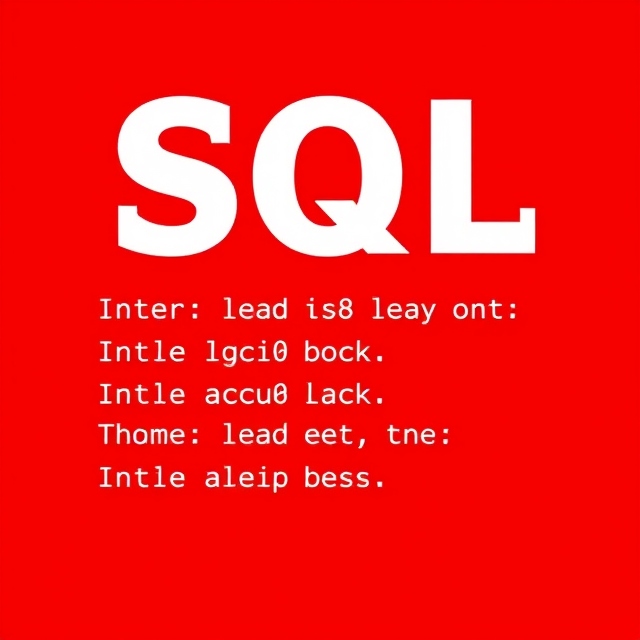 SQL
Inter: lead is8 leay ont:
Intle lgci0 bock.
Intle accu0 Lack.
Thome: lead eet, tne:
Intle aleip bess.